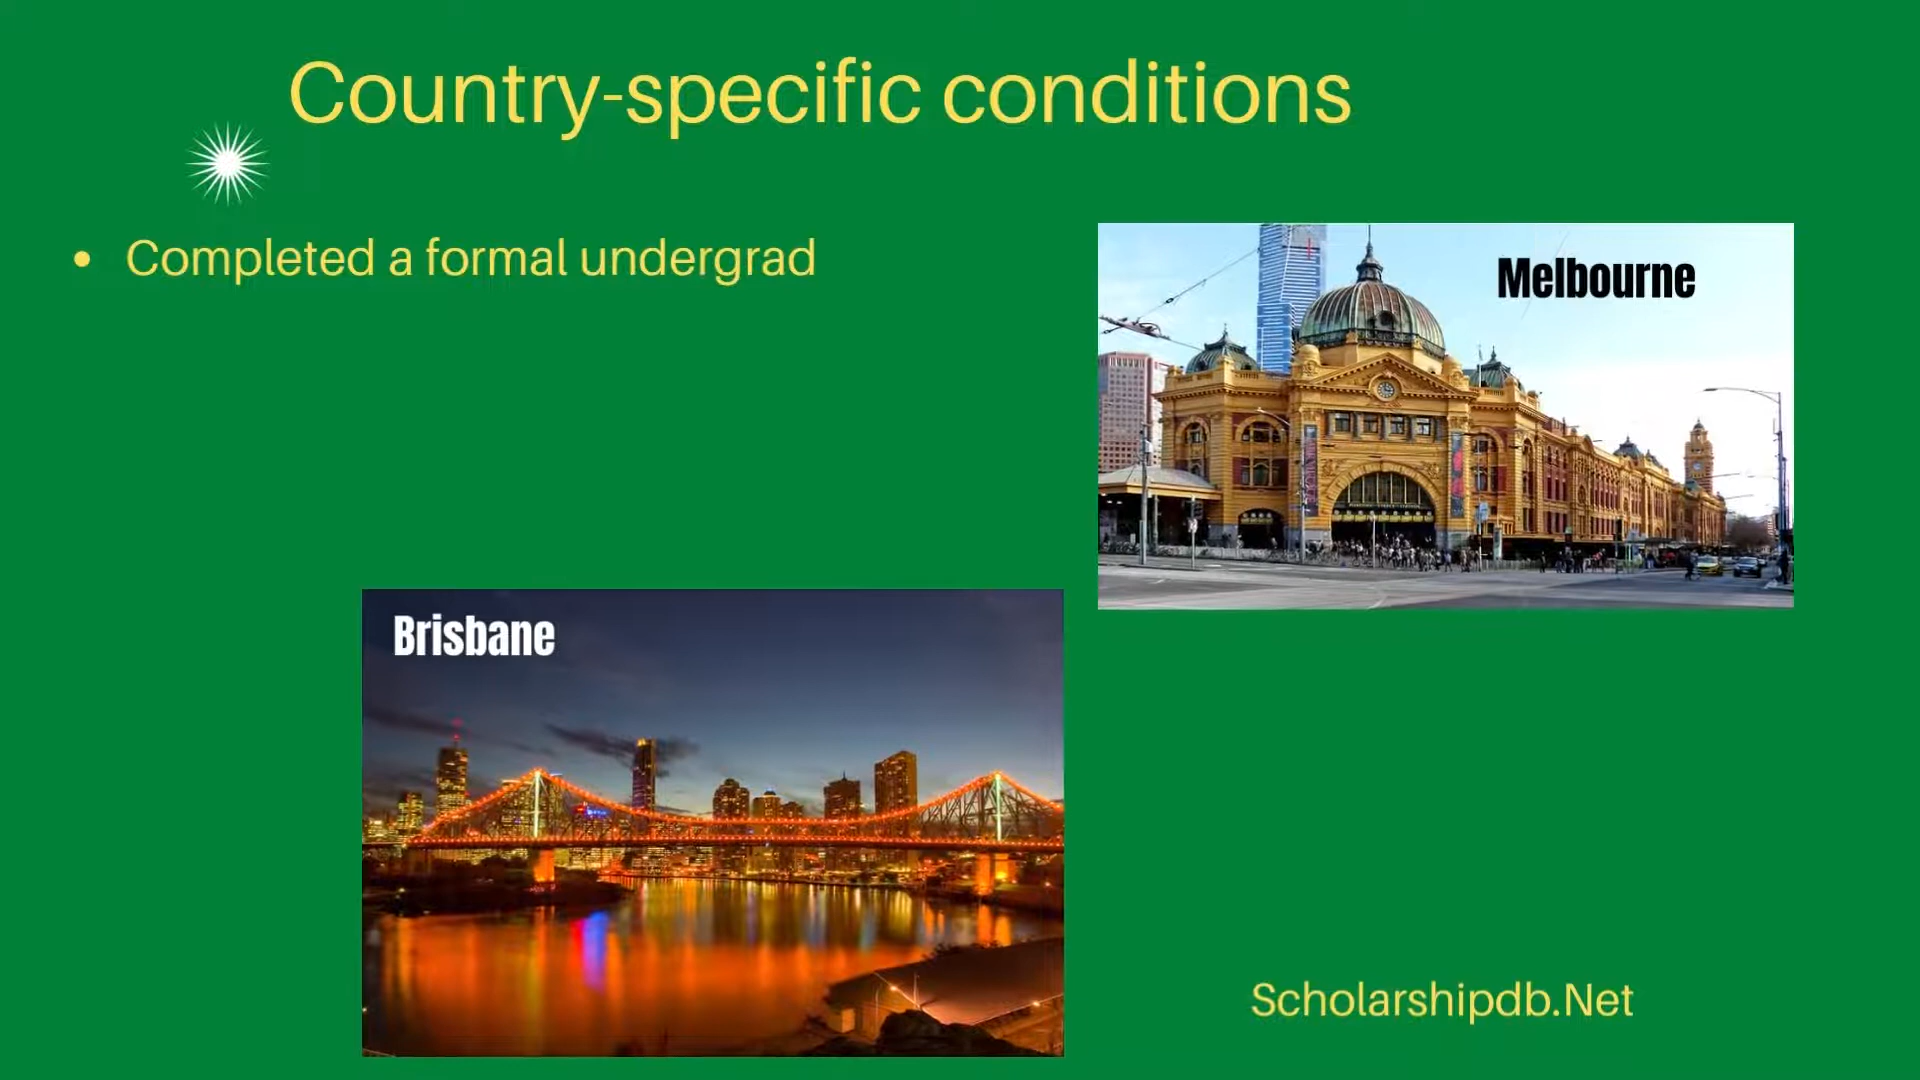 Country-specific conditions
• Completed a formal undergrad
Melbourne
Brisbane
Scholarshipdb.Net